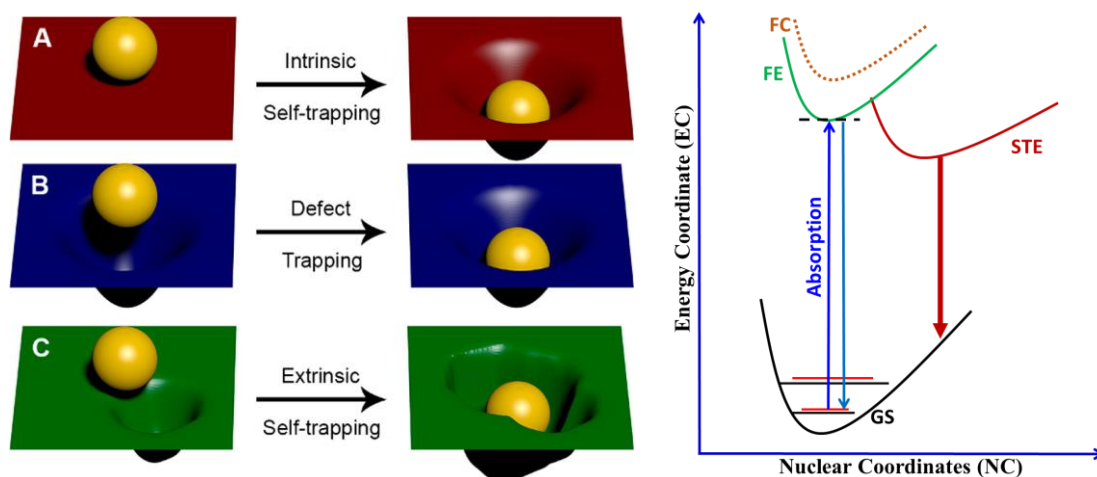 A
Intrinsic
Self-trapping
B
Defect
Trapping
C
Extrinsic
Self-trapping
Energy Coordinate (EC)
FC
FE
STE
Absorption
GS
Nuclear Coordinates (NC)